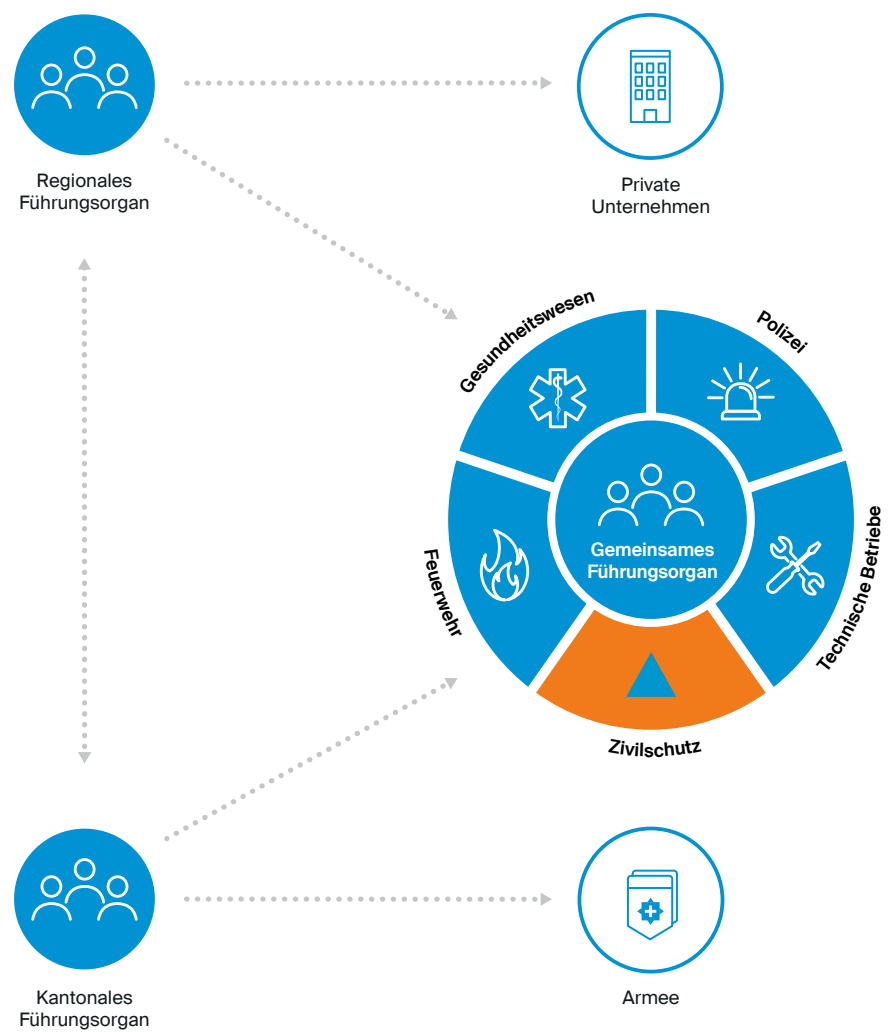 Regionales
Führungsorgan
Private
Unternehmen
Gesundheitswesen
Polizei
Gemeinsames
Führungsorgan
Feuerwehr
Technische Betriebe
Zivilschutz
Kantonales
Führungsorgan
Armee